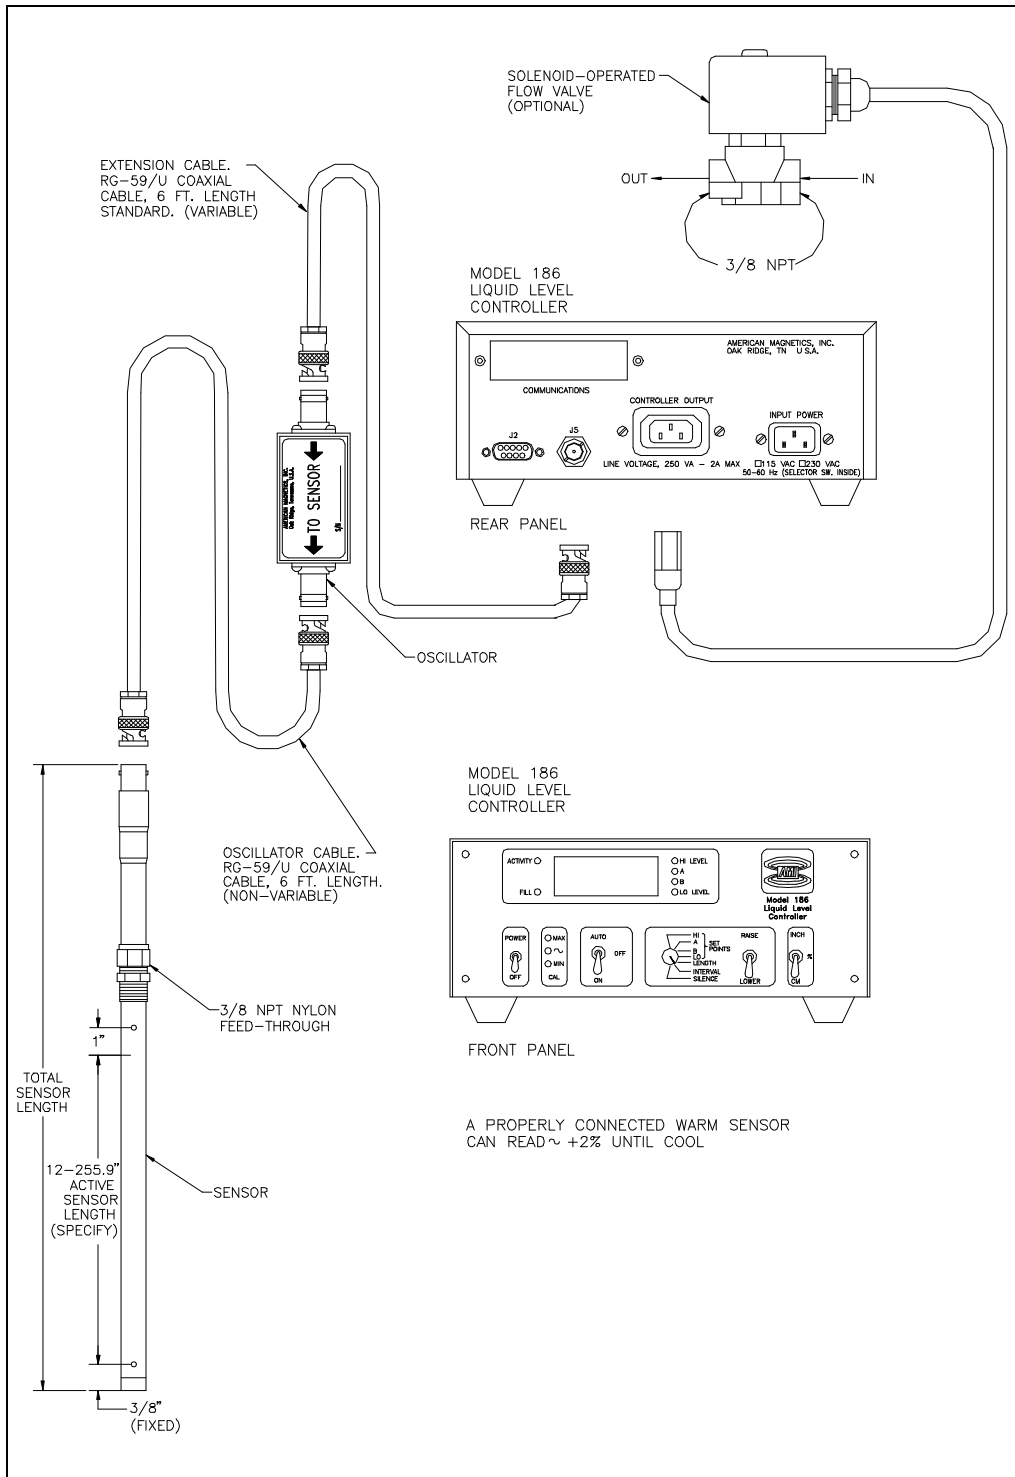 SOLENOID-OPERATED
FLOW VALVE
(OPTIONAL)
EXTENSION CABLE.
RG-59/U COAXIAL
CABLE, 6 FT. LENGTH
STANDARD. (VARIABLE)
OUT
IN
3/8 NPT
MODEL 186
LIQUID LEVEL
CONTROLLER
AMERICAN MAGNETICS, INC.
OAK RIDGE, TN U S.A.
COMMUNICATIONS
CONTROLLER OUTPUT
INPUT POWER
J2
J5
LINE VOLTAGE, 250 VA - 2A MAX
□115 VAC □230 VAC
50-60 Hz (SELECTOR SW. INSIDE)
REAR PANEL
AMERICAN MAGNETICS, INC.
Oak Ridge, Tennessee, U.S.A.
TO SENSOR
S/N
OSCILLATOR
MODEL 186
LIQUID LEVEL
CONTROLLER
OSCILLATOR CABLE.
RG-59/U COAXIAL
CABLE, 6 FT. LENGTH.
(NON-VARIABLE)
ACTIVITY
FILL
HI LEVEL
A
B
LO LEVEL
AMI
Model 186
Liquid Level
Controller
POWER
OFF
MAX
~
MIN
CAL
AUTO
OFF
ON
HI
A
B
LO
SET
POINTS
LENGTH
INTERVAL
SILENCE
RAISE
LOWER
INCH
%
CM
FRONT PANEL
3/8 NPT NYLON
FEED-THROUGH
1"
TOTAL
SENSOR
LENGTH
A PROPERLY CONNECTED WARM SENSOR
CAN READ ~ +2% UNTIL COOL
12-255.9"
ACTIVE
SENSOR
LENGTH
(SPECIFY)
SENSOR
3/8"
(FIXED)